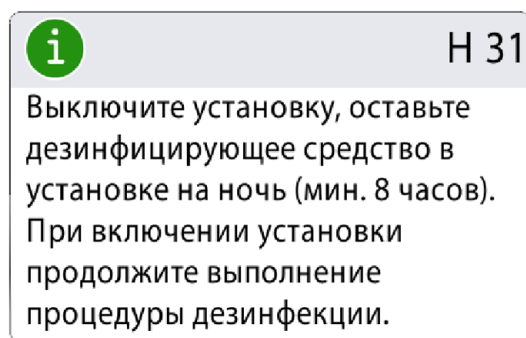 i
H 31
Выключите установку, оставьте
дезинфицирующее средство в
установке на ночь (мин. 8 часов).
При включении установки
продолжите выполнение
процедуры дезинфекции.